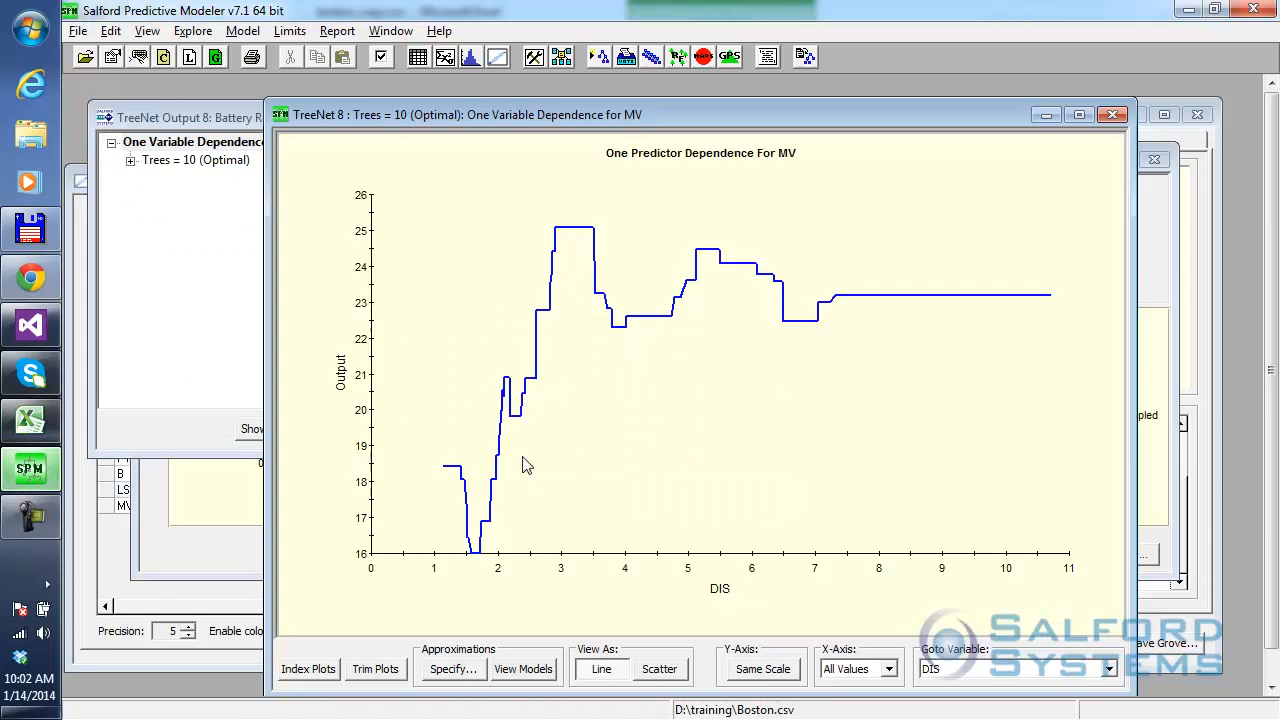 Salford Predictive Modeler v7.1 64 bit
File Edit View Explore Model Limits Report Window Help
TreeNet Output 8: Battery R
One Variable Dependence
Trees = 10 (Optimal)
TreeNet 8 : Trees = 10 (Optimal): One Variable Dependence for MV
One Predictor Dependence For MV
26
25
24
23
22
21
20
19
18
17
16
Output
0 1 2 3 4 5 6 7 8 9 10 11
DIS
Show
B
LS
MV
0
pled
...
Precision: 5 Enable colo
Index Plots Trim Plots
Approximations
Specify... View Models
View As:
Line Scatter
Y-Axis:
Same Scale
X-Axis:
All Values
Goto Variable:
DIS
ave Grove...
SALFORD
SYSTEMS
D:\training\Boston.csv
SPM
10:02 AM
1/14/2014